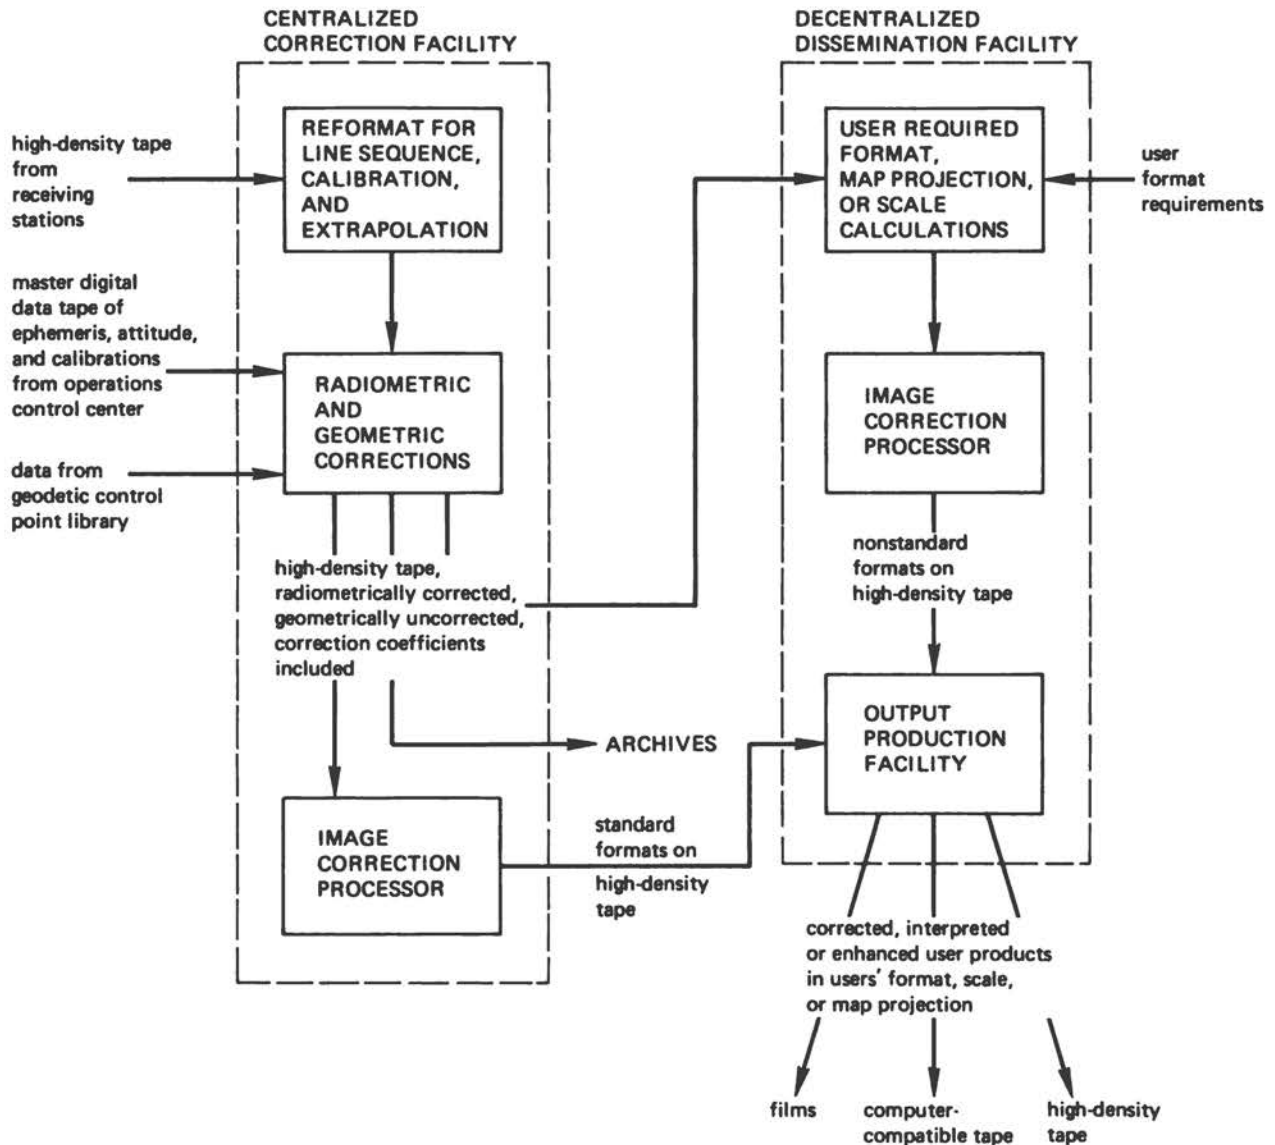 CENTRALIZED
CORRECTION FACILITY
DECENTRALIZED
DISSEMINATION FACILITY
high-density tape
from
receiving
stations
REFORMAT FOR
LINE SEQUENCE,
CALIBRATION,
AND
EXTRAPOLATION
USER REQUIRED
FORMAT,
MAP PROJECTION,
OR SCALE
CALCULATIONS
user
format
requirements
master digital
data tape of
ephemeris, attitude,
and calibrations
from operations
control center
RADIOMETRIC
AND
GEOMETRIC
CORRECTIONS
IMAGE
CORRECTION
PROCESSOR
data from
geodetic control
point library
high-density tape,
radiometrically corrected,
geometrically uncorrected,
correction coefficients
included
nonstandard
formats on
high-density tape
ARCHIVES
OUTPUT
PRODUCTION
FACILITY
IMAGE
CORRECTION
PROCESSOR
standard
formats on
high-density
tape
corrected, interpreted
or enhanced user products
in users' format, scale,
or map projection
films
computer-
compatible tape
high-density
tape